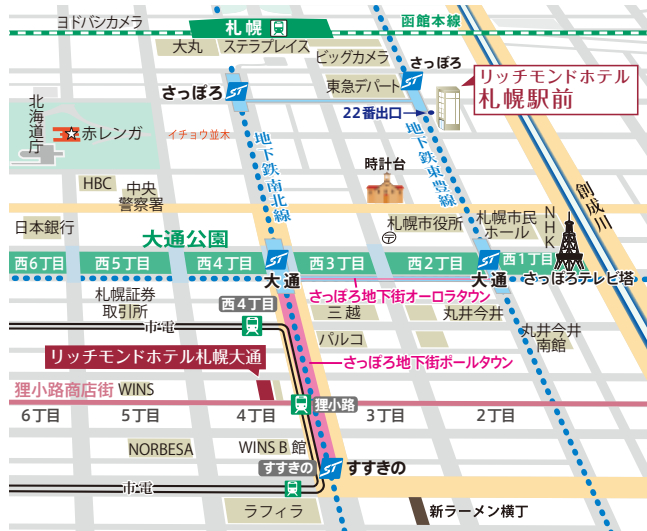 ヨドバシカメラ
札幌
函館本線
大丸
ステラプレイス
ビッグカメラ
さっぽろ
ST
さっぽろ
ST
東急デパート
リッチモンドホテル
札幌駅前
22番出口
北海道庁
赤レンガ
イチョウ並木
地下鉄南北線
地下鉄東豊線
時計台
創成川
HBC
中央
警察署
日本銀行
札幌市役所
札幌市民
ホール
NHK
大通公園
西6丁目
西5丁目
西4丁目
ST
西3丁目
西2丁目
ST
西1丁目
大通
大通
さっぽろテレビ塔
さっぽろ地下街オーロラタウン
札幌証券
取引所
西4丁目
三越
丸井今井
市電
パルコ
丸井今井
南館
リッチモンドホテル札幌大通
さっぽろ地下街ポールタウン
狸小路商店街
WINS
狸小路
6丁目
5丁目
4丁目
3丁目
2丁目
NORBESA
WINS B館
すすきの
ST
すすきの
市電
ラフィラ
新ラーメン横丁